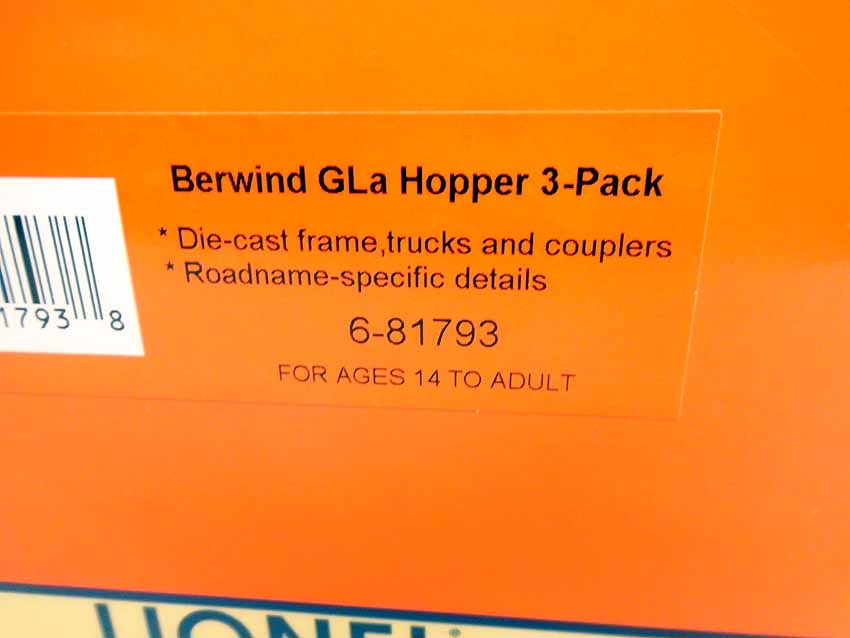 Berwind GLa Hopper 3-Pack
* Die-cast frame,trucks and couplers
* Roadname-specific details
1793 8
6-81793
FOR AGES 14 TO ADULT
LIONEL